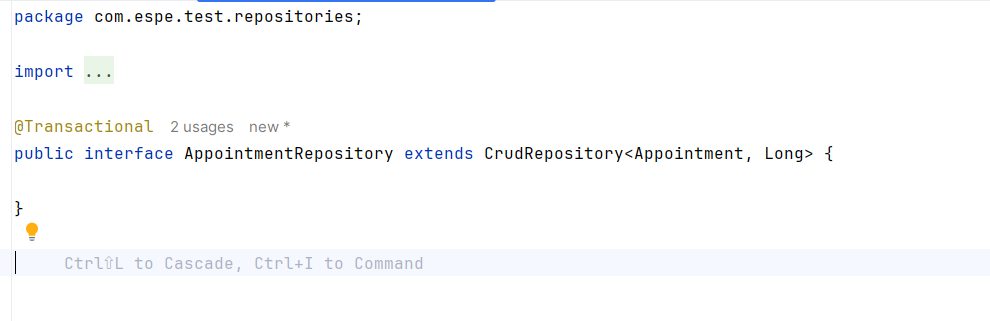 package com.espe.test.repositories;
import ...
@Transactional 2 usages new *
public interface AppointmentRepository extends CrudRepository<Appointment, Long> {
}
Ctrl⇧L to Cascade, Ctrl+I to Command